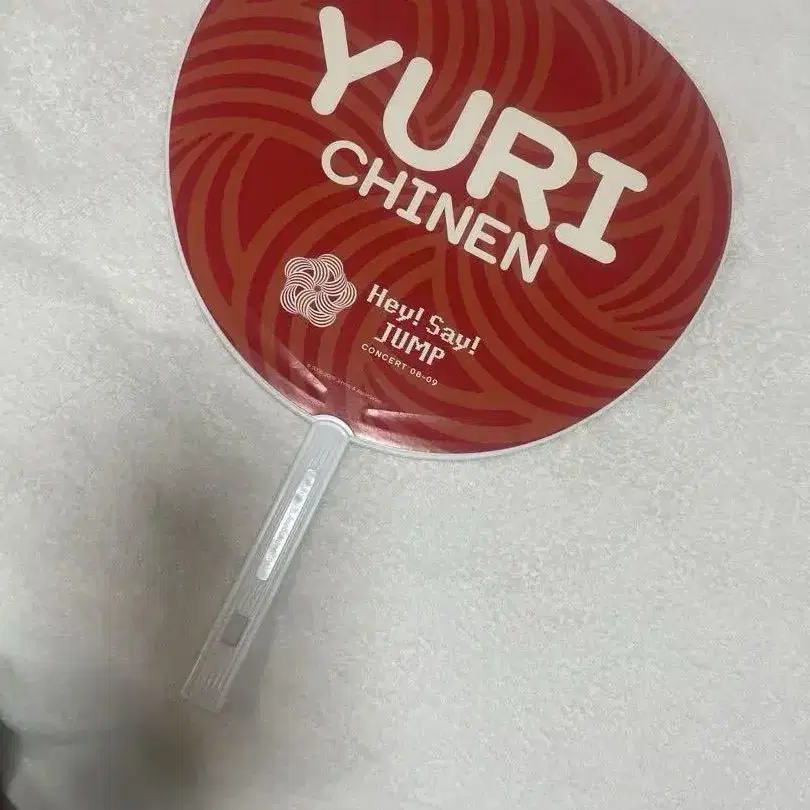 YURI
CHINEN
Hey! Say!
JUMP
CONCERT 08-09